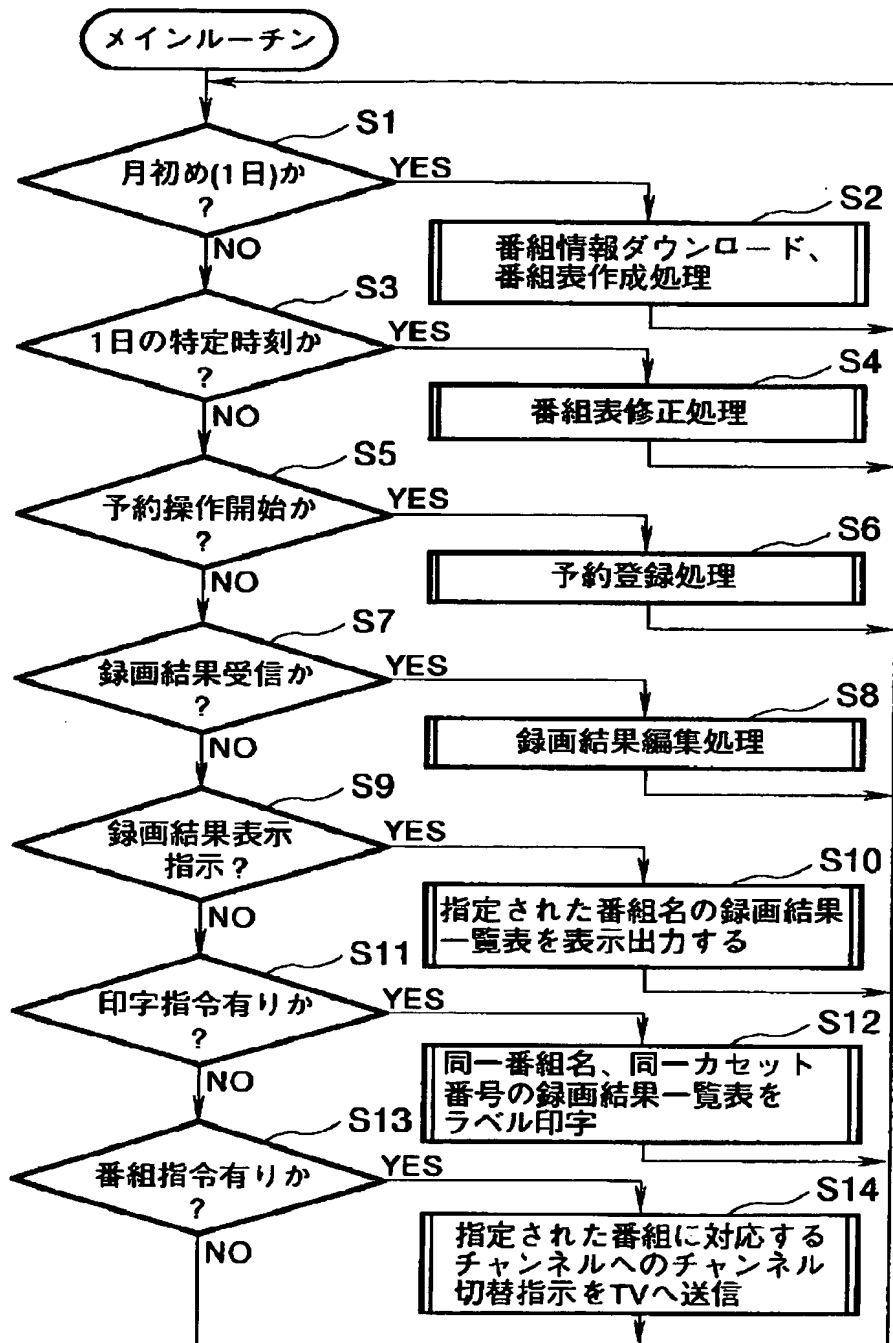 メインルーチン
S1
月初め(1日)か
?
YES
NO
S2
番組情報ダウンロード、
番組表作成処理
S3
1日の特定時刻か
?
YES
NO
S4
番組表修正処理
S5
予約操作開始か
?
YES
NO
S6
予約登録処理
S7
録画結果受信か
?
YES
NO
S8
録画結果編集処理
S9
録画結果表示
指示?
YES
NO
S10
指定された番組名の録画結果
一覧表を表示出力する
S11
印字指令有りか
?
YES
NO
S12
同一番組名、同一カセット
番号の録画結果一覧表を
ラベル印字
S13
番組指令有りか
?
YES
NO
S14
指定された番組に対応する
チャンネルへのチャンネル
切替指示をTVへ送信